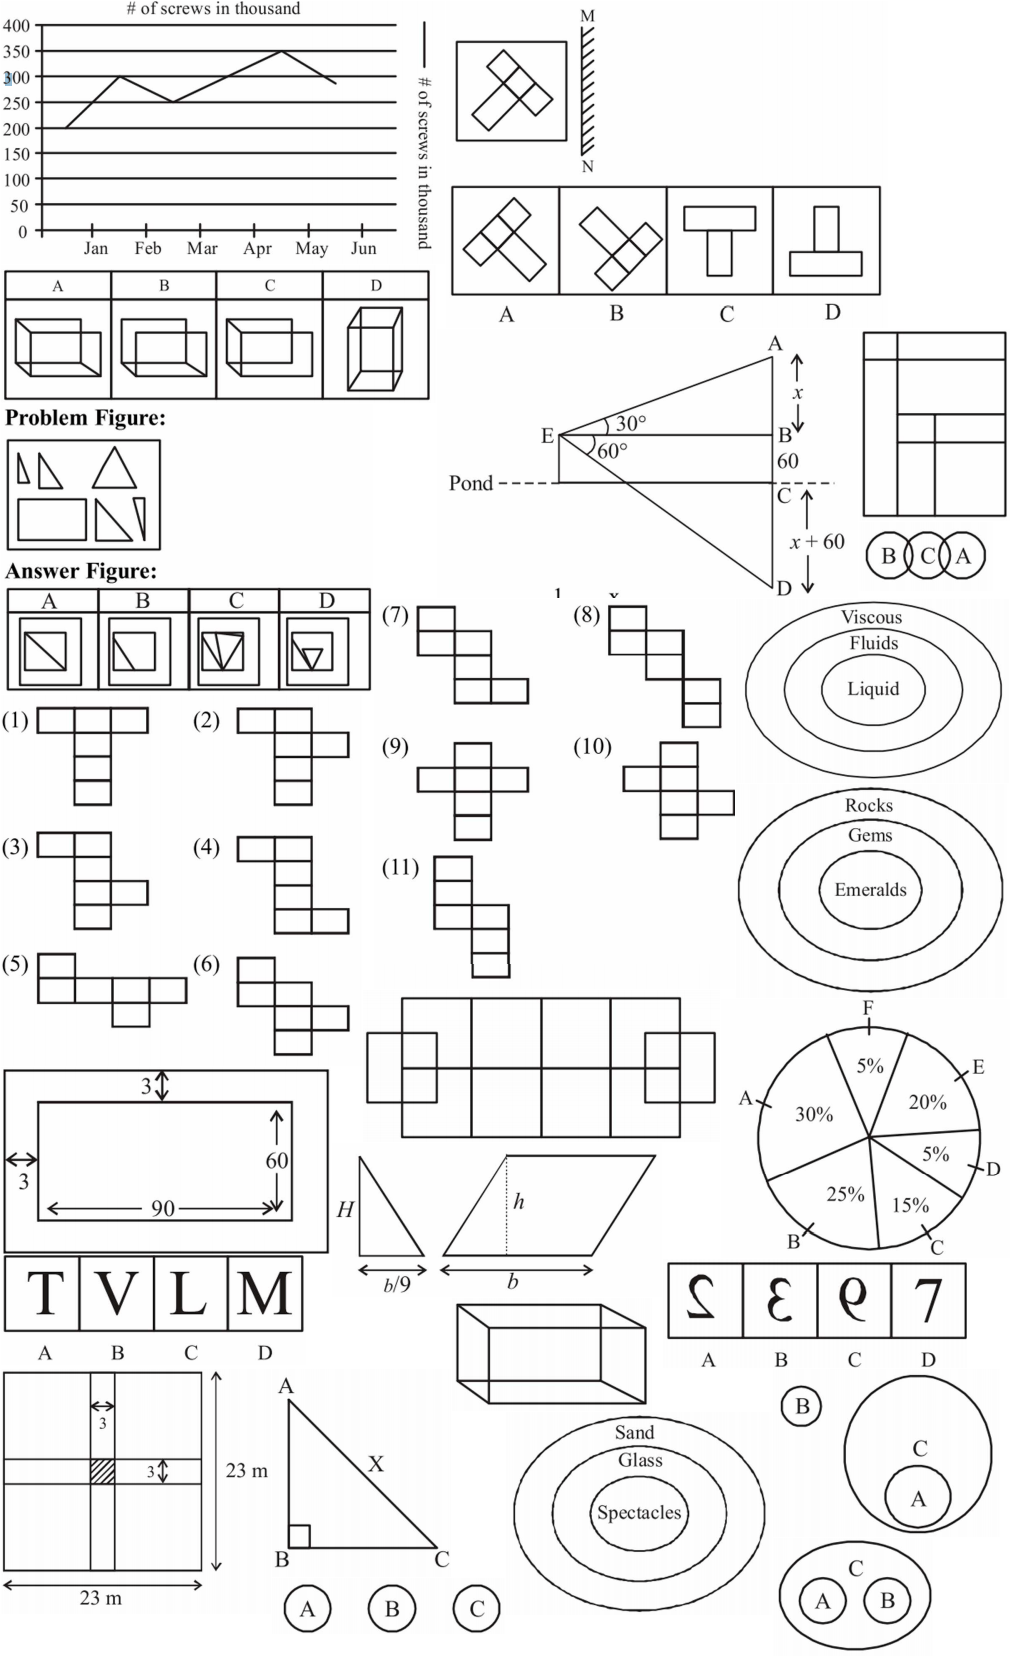 # of screws in thousand
400
350
300
250
200
150
100
50
0
Jan Feb Mar Apr May Jun
# of screws in thousand
M
N
A B C D
A B C D
Problem Figure:
Answer Figure:
A B C D
A
x
30°
E
B
60°
60
Pond
C
x + 60
D
B C A
(1)
(2)
(3)
(4)
(5)
(6)
(7)
(8)
(9)
(10)
(11)
Viscous
Fluids
Liquid
Rocks
Gems
Emeralds
3
3
60
90
H
b/9
h
b
F
5%
E
20%
A
30%
5%
D
25%
15%
B
C
T V L M
A B C D
2 3 9 7
A B C D
3
3
23 m
23 m
A
X
B
C
A B C
Sand
Glass
Spectacles
B
C
A
C
A B